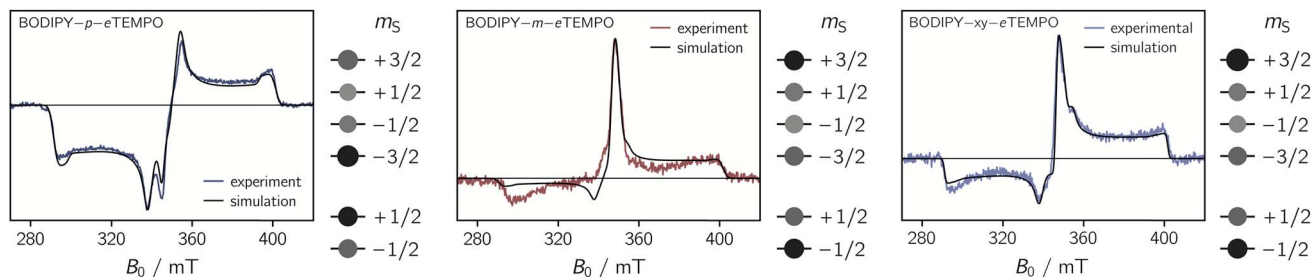 BODIPY−p−eTEMPO
experiment
simulation
280
320
360
400
B0 / mT
mS
+3/2
+1/2
−1/2
−3/2
+1/2
−1/2
BODIPY−m−eTEMPO
experiment
simulation
280
320
360
400
B0 / mT
mS
+3/2
+1/2
−1/2
−3/2
+1/2
−1/2
BODIPY−xy−eTEMPO
experimental
simulation
280
320
360
400
B0 / mT
mS
+3/2
+1/2
−1/2
−3/2
+1/2
−1/2